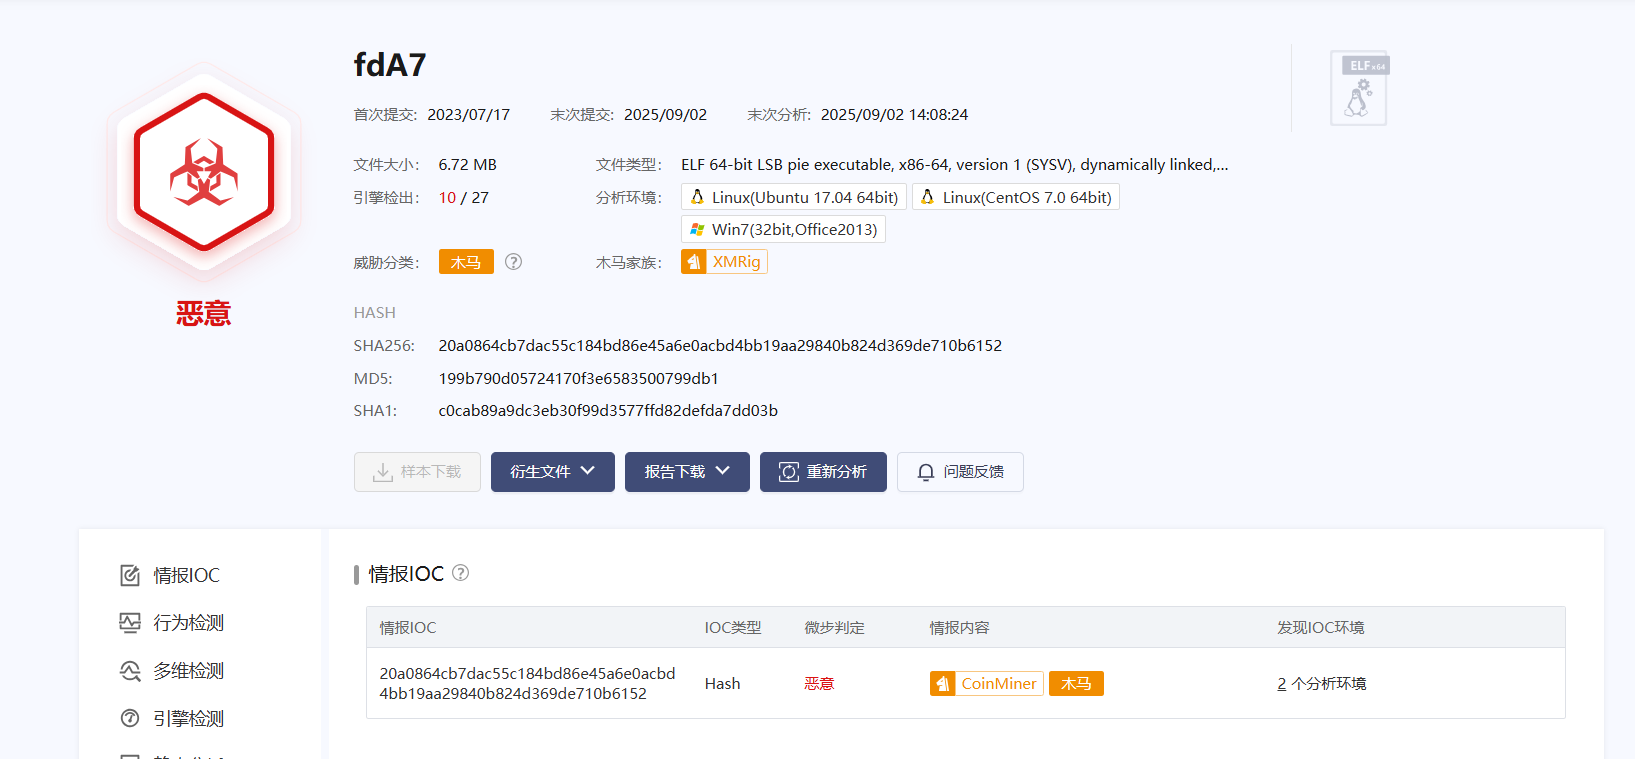 fdA7
ELF x64
首次提交: 2023/07/17 末次提交: 2025/09/02 末次分析: 2025/09/02 14:08:24
文件大小: 6.72 MB 文件类型: ELF 64-bit LSB pie executable, x86-64, version 1 (SYSV), dynamically linked,...
引擎检出: 10 / 27 分析环境: Linux(Ubuntu 17.04 64bit) Linux(CentOS 7.0 64bit)
Win7(32bit,Office2013)
威胁分类: 木马 ? 木马家族: XMRig
恶意
HASH
SHA256: 20a0864cb7dac55c184bd86e45a6e0acbd4bb19aa29840b824d369de710b6152
MD5: 199b790d05724170f3e6583500799db1
SHA1: c0cab89a9dc3eb30f99d3577ffd82defda7dd03b
样本下载 衍生文件 报告下载 重新分析 问题反馈
情报IOC
行为检测
多维检测
引擎检测
情报IOC ?
情报IOC IOC类型 微步判定 情报内容 发现IOC环境
20a0864cb7dac55c184bd86e45a6e0acbd
4bb19aa29840b824d369de710b6152 Hash 恶意 CoinMiner 木马 2 个分析环境